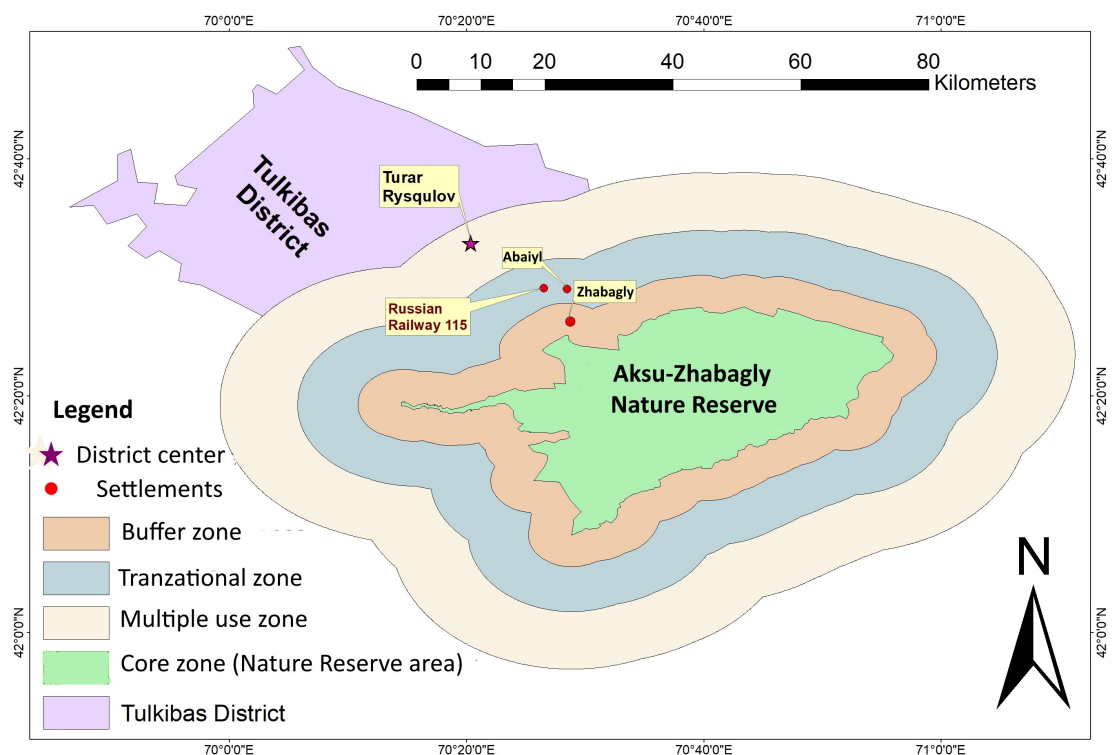 70°0'0"E 70°20'0"E 70°40'0"E 71°0'0"E
0 10 20 40 60 80
Kilometers
42°40'0"N 42°40'0"N
Tulkibas
District
Turar
Rysqulov
Abaiyl
Zhabagly
Russian
Railway 115
Aksu-Zhabagly
Nature Reserve
42°20'0"N 42°20'0"N
Legend
District center
Settlements
Buffer zone
Tranzational zone
Multiple use zone
Core zone (Nature Reserve area)
Tulkibas District
N
42°0'0"N 42°0'0"N
70°0'0"E 70°20'0"E 70°40'0"E 71°0'0"E